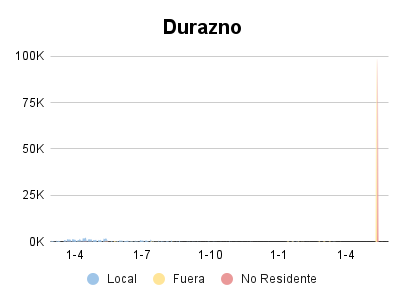 Durazno
100K
75K
50K
25K
0K
1-4 1-7 1-10 1-1 1-4
Local Fuera No Residente